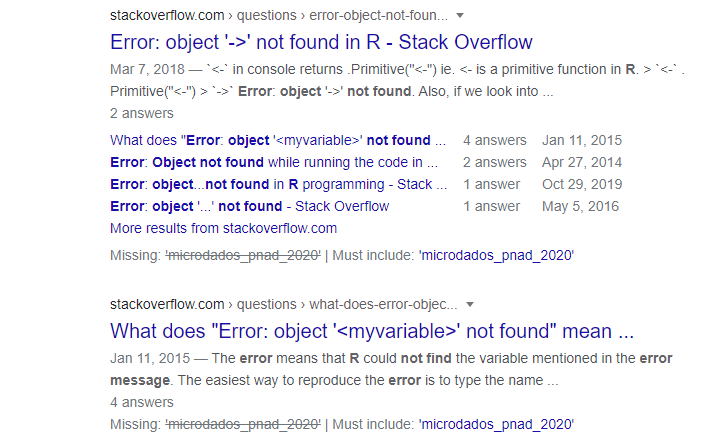 stackoverflow.com › questions › error-object-not-foun...
Error: object '->' not found in R - Stack Overflow
Mar 7, 2018 — `<-` in console returns .Primitive("<-") ie. <- is a primitive function in R. > `<-` .
Primitive("<-") > `->` Error: object '->' not found. Also, if we look into ...
2 answers
What does "Error: object '<myvariable>' not found ... 4 answers Jan 11, 2015
Error: Object not found while running the code in ... 2 answers Apr 27, 2014
Error: object...not found in R programming - Stack ... 1 answer Oct 29, 2019
Error: object '...' not found - Stack Overflow 1 answer May 5, 2016
More results from stackoverflow.com
Missing: 'microdados_pnad_2020' | Must include: 'microdados_pnad_2020'
stackoverflow.com › questions › what-does-error-objec...
What does "Error: object '<myvariable>' not found" mean ...
Jan 11, 2015 — The error means that R could not find the variable mentioned in the error
message. The easiest way to reproduce the error is to type the name ...
4 answers
Missing: 'microdados_pnad_2020' | Must include: 'microdados_pnad_2020'